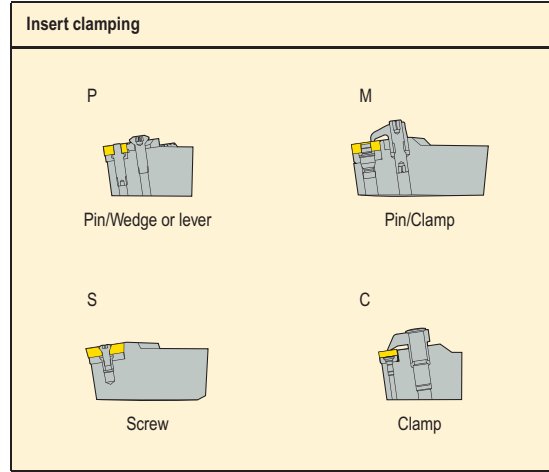 Insert clamping
P
M
Pin/Wedge or lever
Pin/Clamp
S
C
Screw
Clamp